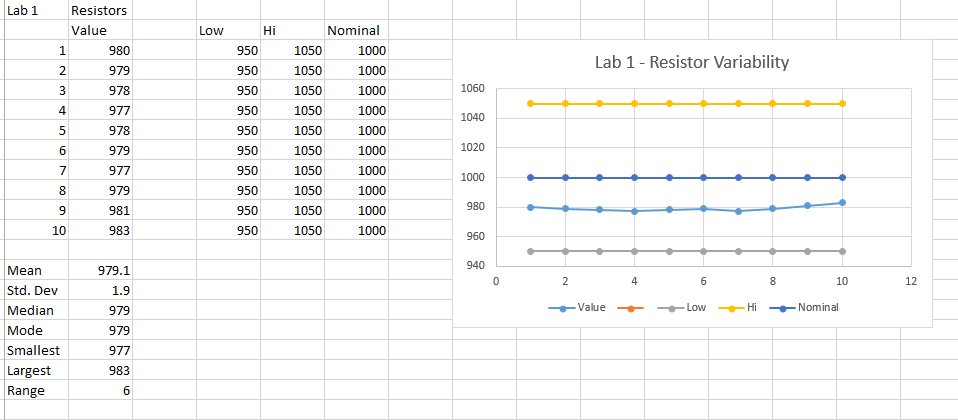 Lab 1 Resistors
Value Low Hi Nominal
1 980 950 1050 1000
2 979 950 1050 1000
3 978 950 1050 1000
4 977 950 1050 1000
5 978 950 1050 1000
6 979 950 1050 1000
7 977 950 1050 1000
8 979 950 1050 1000
9 981 950 1050 1000
10 983 950 1050 1000
Mean 979.1
Std. Dev 1.9
Median 979
Mode 979
Smallest 977
Largest 983
Range 6
Lab 1 - Resistor Variability
1060
1040
1020
1000
980
960
940
0 2 4 6 8 10 12
Value Low Hi Nominal